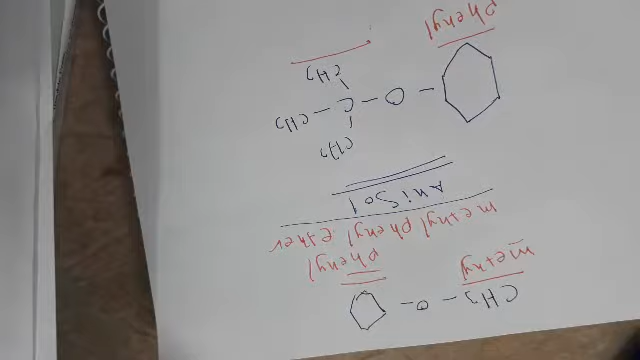 CH3 - O -
methyl phenyl
methyl phenyl ether
Anisol
CH3
CH3 - C - O -
CH3
phenyl